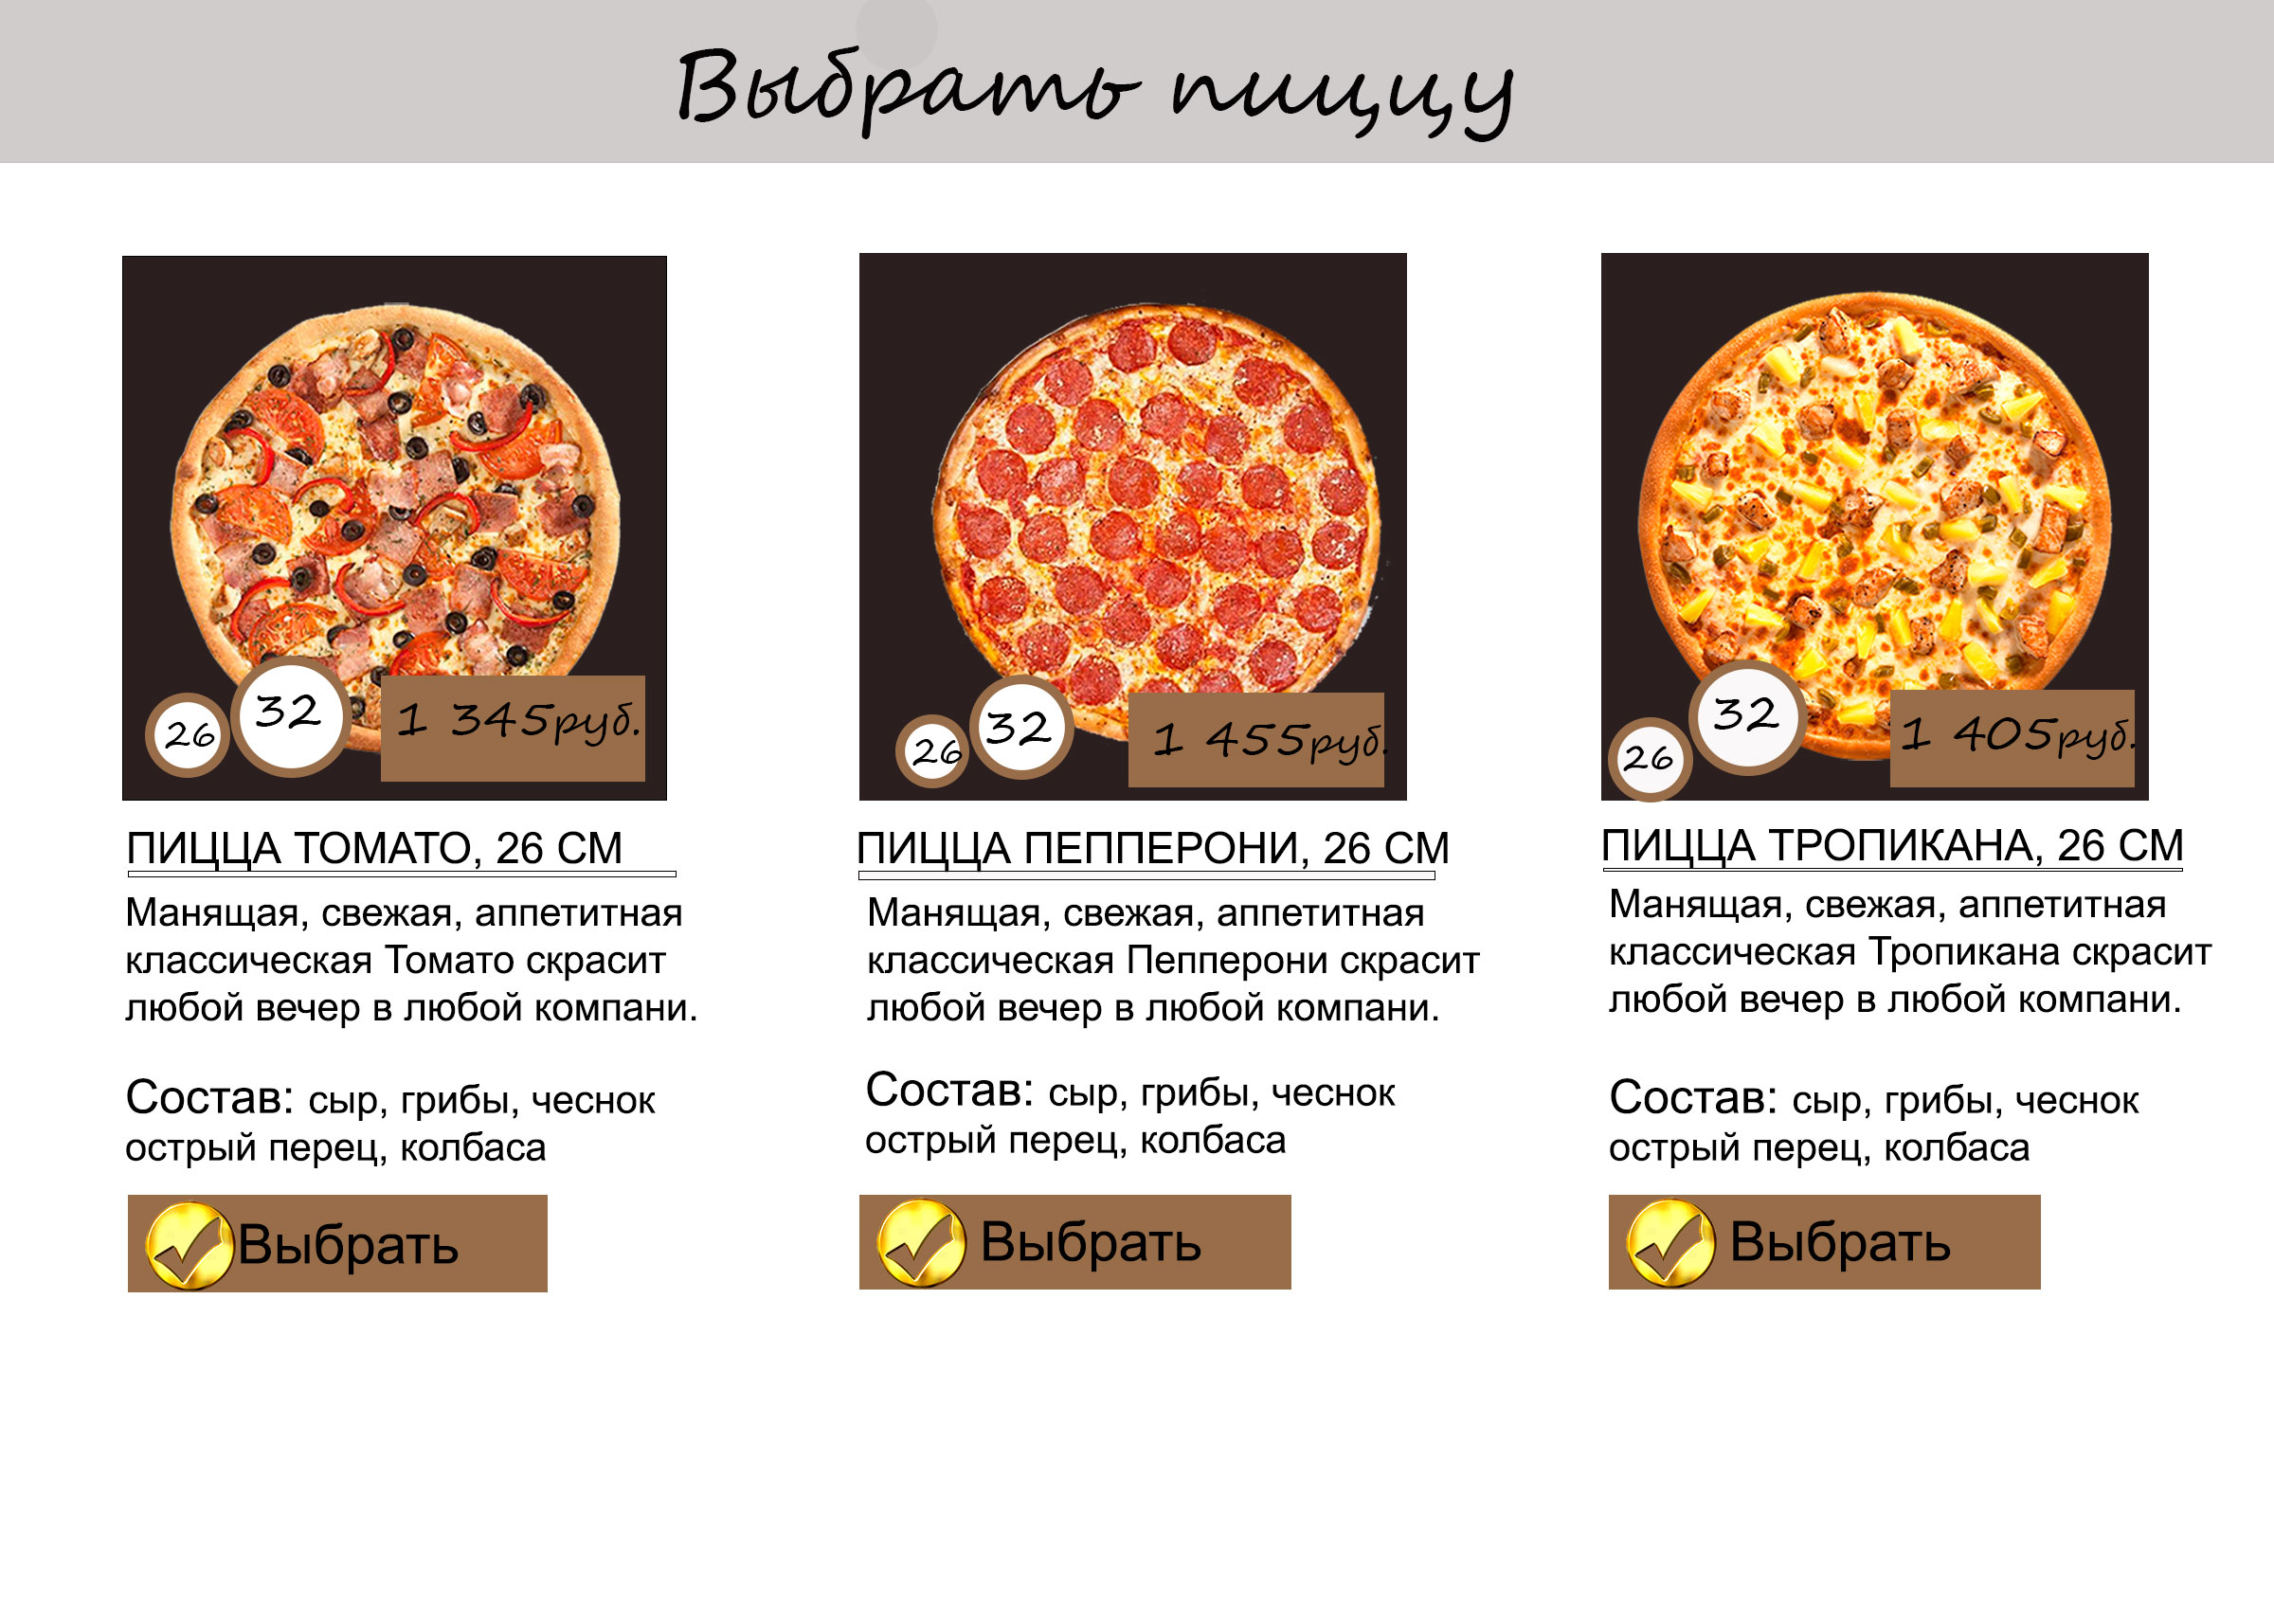 Выбрать пиццу
26
32
1 345руб.
ПИЦЦА ТОМАТО, 26 СМ
Манящая, свежая, аппетитная
классическая Томато скрасит
любой вечер в любой компани.
Состав: сыр, грибы, чеснок
острый перец, колбаса
Выбрать
26
32
1 455руб.
ПИЦЦА ПЕППЕРОНИ, 26 СМ
Манящая, свежая, аппетитная
классическая Пепперони скрасит
любой вечер в любой компани.
Состав: сыр, грибы, чеснок
острый перец, колбаса
Выбрать
26
32
1 405руб.
ПИЦЦА ТРОПИКАНА, 26 СМ
Манящая, свежая, аппетитная
классическая Тропикана скрасит
любой вечер в любой компани.
Состав: сыр, грибы, чеснок
острый перец, колбаса
Выбрать